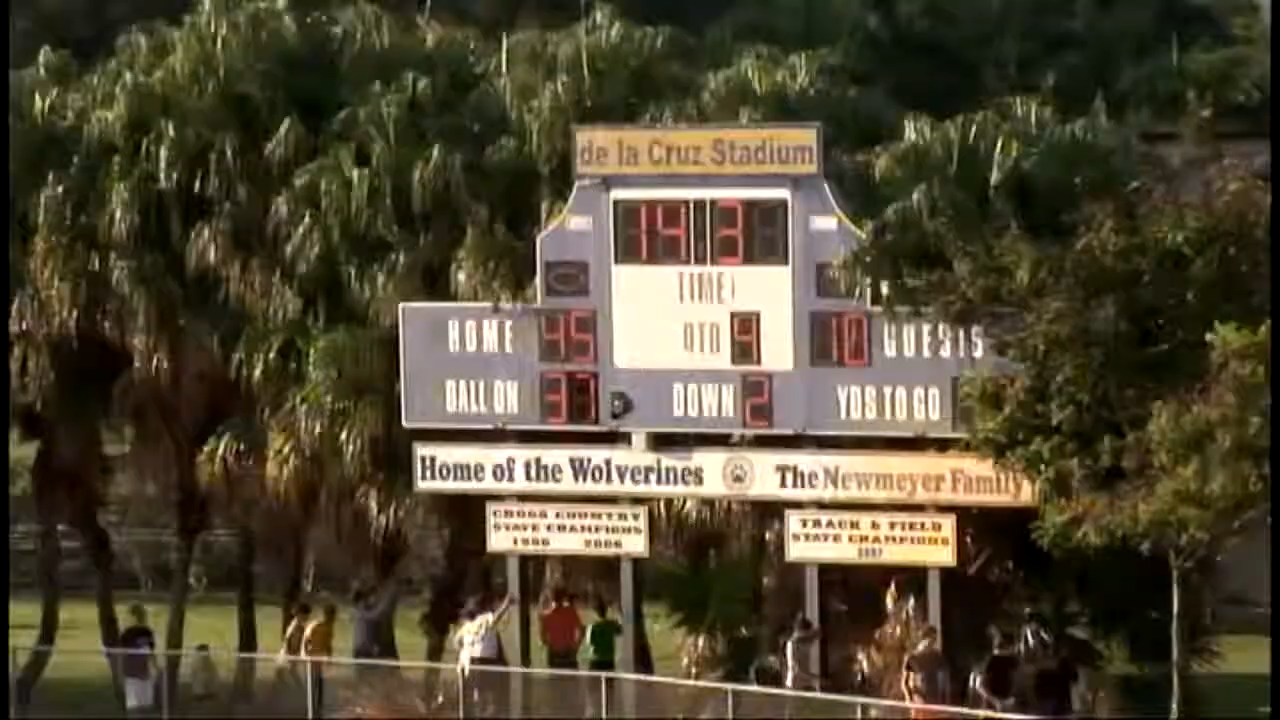 de la Cruz Stadium
14 3
TIME
HOME 45 QTR 4 10 GUESTS
BALL ON 37 DOWN 2 YDS TO GO
Home of the Wolverines The Newmeyer Family
CROSS COUNTRY
STATE CHAMPIONS
TRACK & FIELD
STATE CHAMPIONS